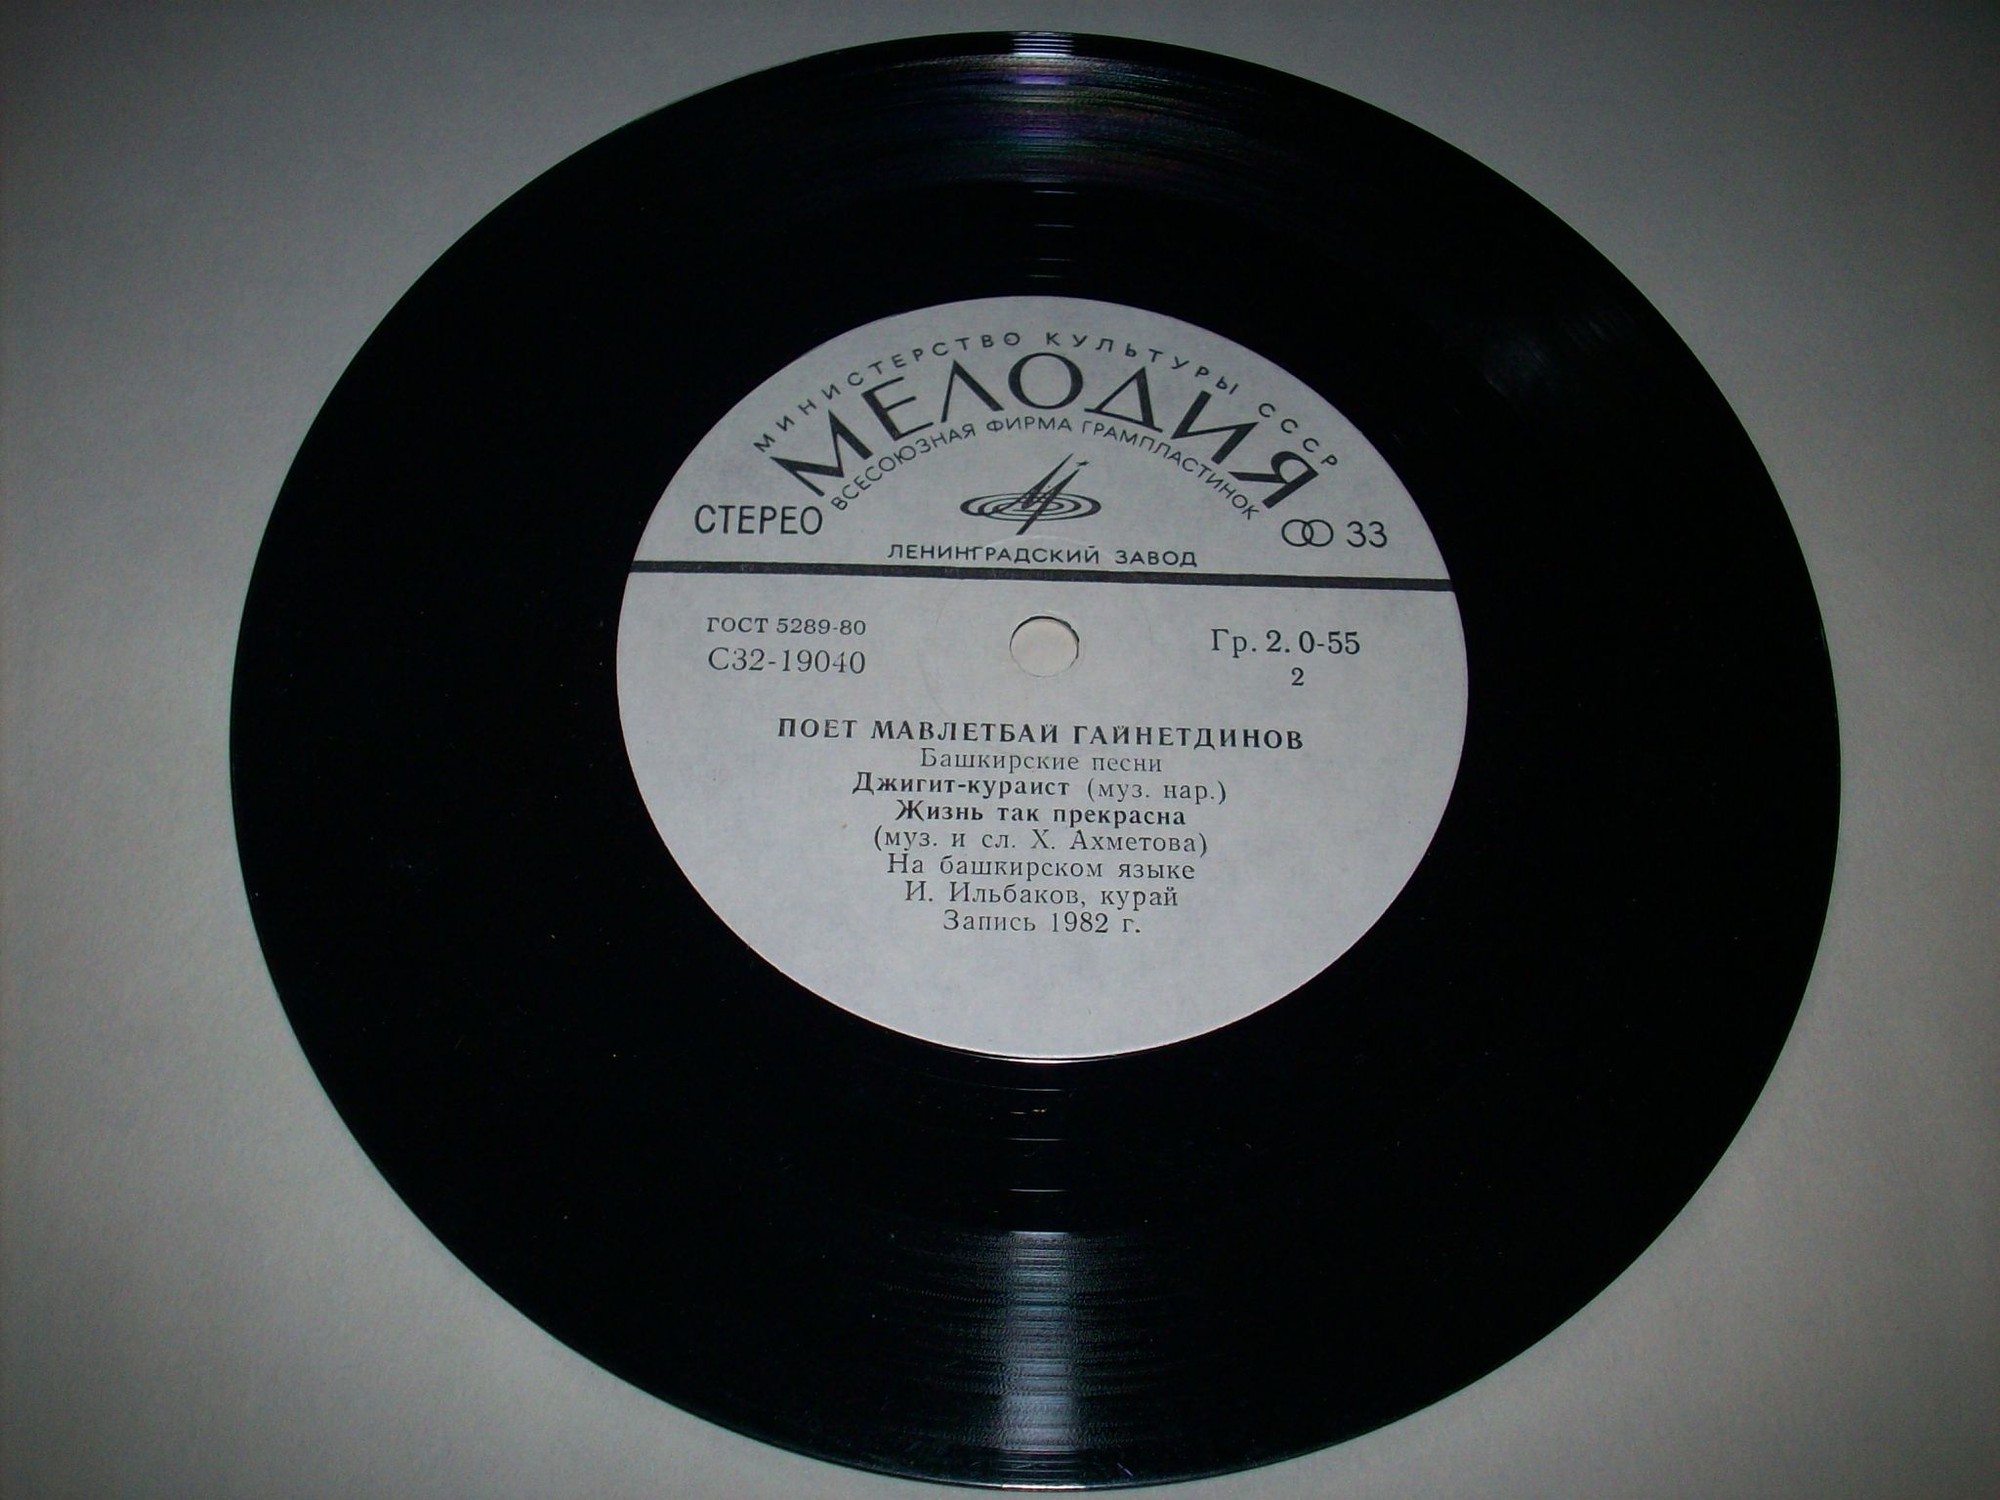 МИНИСТЕРСТВО КУЛЬТУРЫ СССР
МЕЛОДИЯ
ВСЕСОЮЗНАЯ ФИРМА ГРАМПЛАСТИНОК
СТЕРЕО
33
ЛЕНИНГРАДСКИЙ ЗАВОД
ГОСТ 5289-80
С32-19040
Гр. 2. 0-55
2
ПОЕТ МАВЛЕТБАЙ ГАЙНЕТДИНОВ
Башкирские песни
Джигит-кураист (муз. нар.)
Жизнь так прекрасна
(муз. и сл. Х. Ахметова)
На башкирском языке
И. Ильбаков, курай
Запись 1982 г.